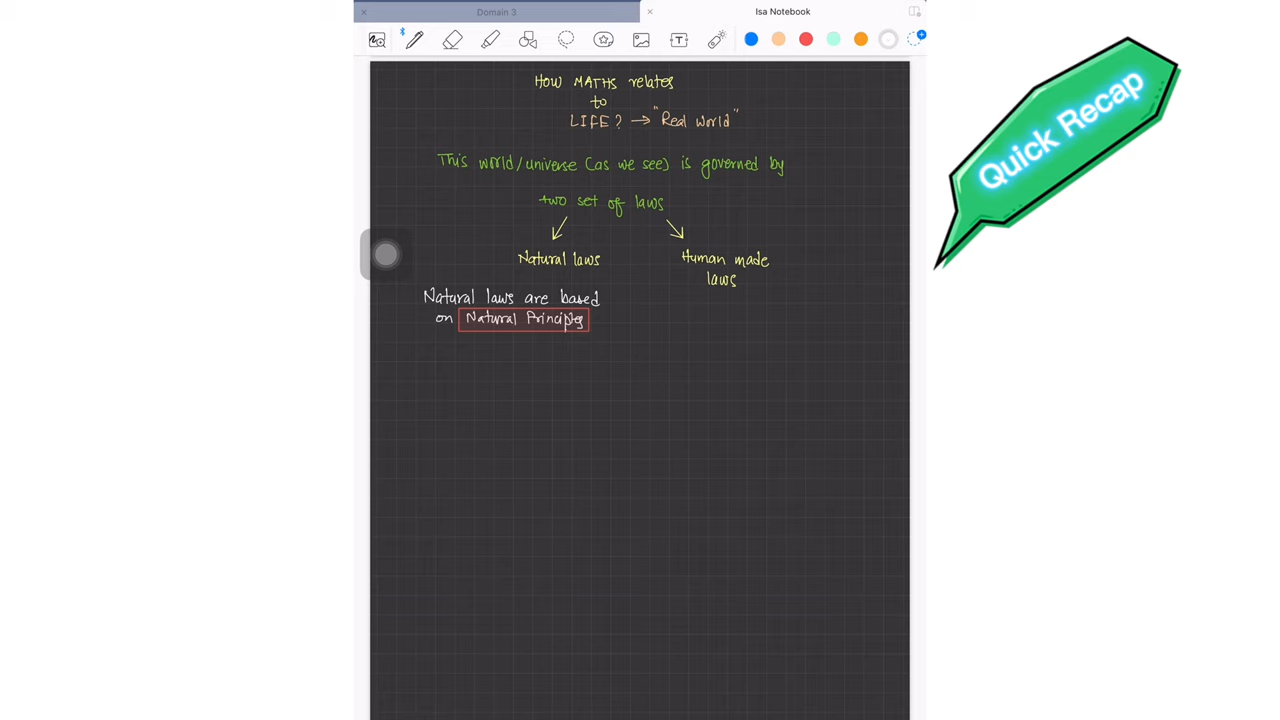 Domain 3
Isa Notebook
How MATHS relates
to
LIFE? → "Real World"
This world/universe (as we see) is governed by
two set of laws
Natural laws
Human made
laws
Natural laws are based
on Natural Principles
Quick Recap